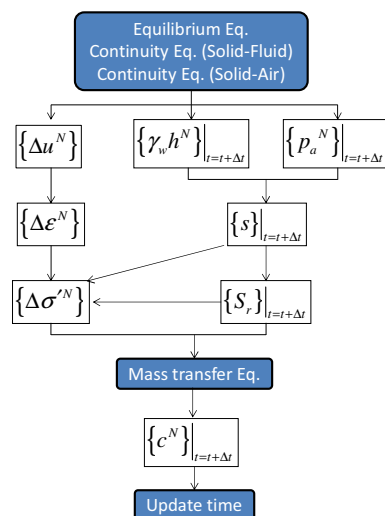 Equilibrium Eq.
Continuity Eq. (Solid-Fluid)
Continuity Eq. (Solid-Air)
{Δu^N}
{γ_w h^N}|_{t=t+Δt}
{p_a^N}|_{t=t+Δt}
{Δε^N}
{s}|_{t=t+Δt}
{Δσ'^N}
{S_r}|_{t=t+Δt}
Mass transfer Eq.
{c^N}|_{t=t+Δt}
Update time